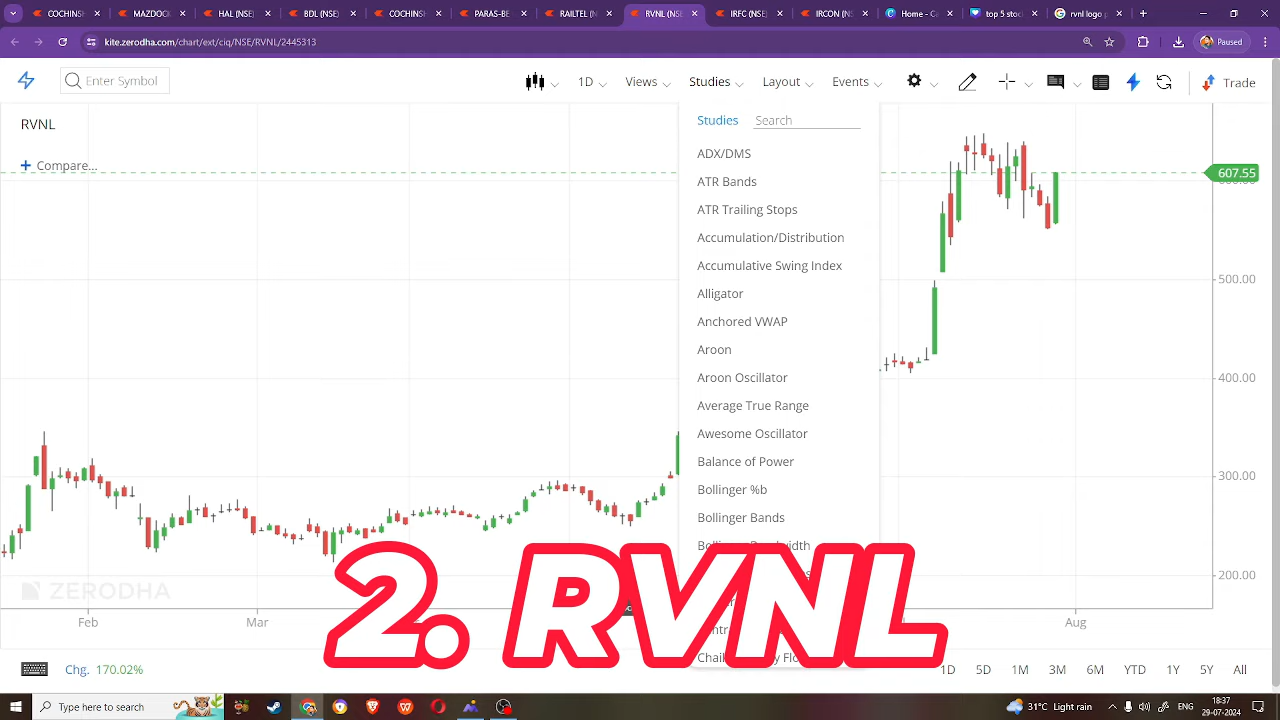 COCHINSH
MAZDOCK
HAL (NSE
BDL (NSE
COCHINSH
PARAS-BE
RAILTEL (N
RVNL (NSE
IRFC (NSE)
IRCON (NS
Home - C
top 5 stoc
rvnl logo p
kite.zerodha.com/chart/ext/ciq/NSE/RVNL/2445313
Paused
Enter Symbol
1D
Views
Studies
Layout
Events
Trade
RVNL
Compare...
Studies
Search
ADX/DMS
ATR Bands
ATR Trailing Stops
Accumulation/Distribution
Accumulative Swing Index
Alligator
Anchored VWAP
Aroon
Aroon Oscillator
Average True Range
Awesome Oscillator
Balance of Power
Bollinger %b
Bollinger Bands
607.55
500.00
400.00
300.00
200.00
ZERODHA
2. RVNL
Feb
Mar
Aug
Chg. 170.02%
1D
5D
1M
3M
6M
YTD
1Y
5Y
All
Type here to search
31°C Light rain
ENG
18:37
29-07-2024